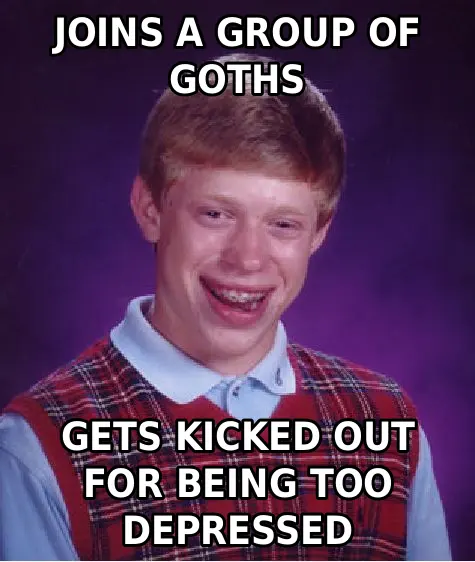 JOINS A GROUP OF
GOTHS
GETS KICKED OUT
FOR BEING TOO
DEPRESSED